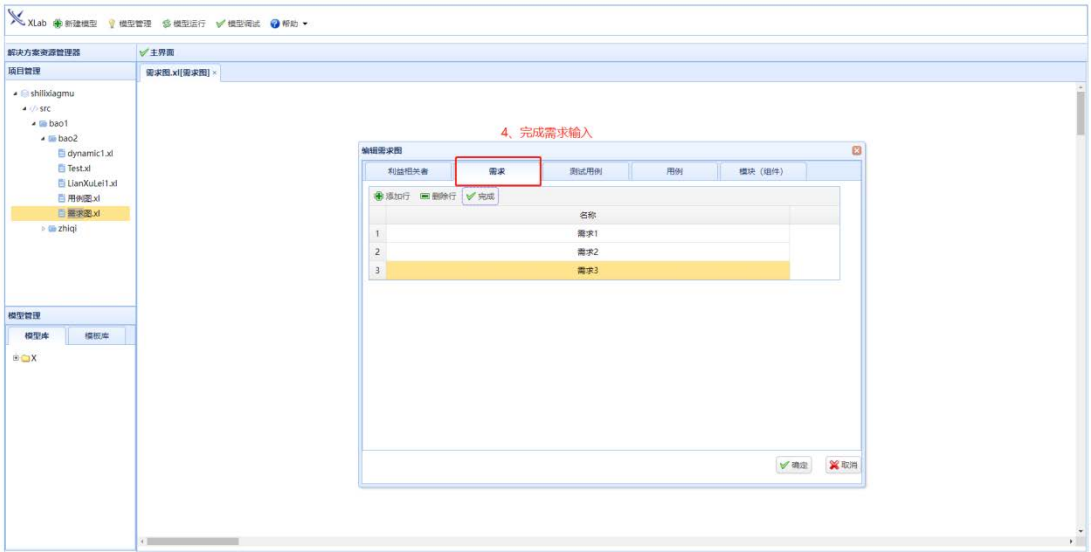 XLab 新建模型 模型管理 模型运行 模型调试 帮助
解决方案资源管理器
主界面
项目管理
需求图.xl[需求图] ×
shilixiagmu
src
bao1
bao2
dynamic1.xl
Test.xl
LianXuLei1.xl
用例图.xl
需求图.xl
zhiqi
模型管理
模型库 模板库
X
4、完成需求输入
编辑需求图
利益相关者 需求 测试用例 用例 模块（组件）
添加行 删除行 完成
名称
1 需求1
2 需求2
3 需求3
确定 取消